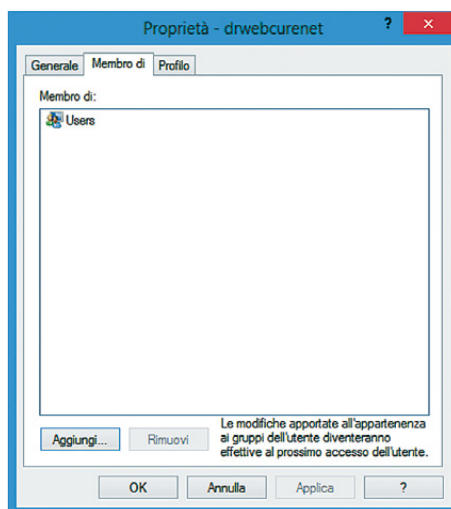 Proprietà - drwebcurenet
?
×
Generale
Membro di
Profilo
Membro di:
Users
Aggiungi...
Rimuovi
Le modifiche apportate all'appartenenza
ai gruppi dell'utente diventeranno
effettive al prossimo accesso dell'utente.
OK
Annulla
Applica
?